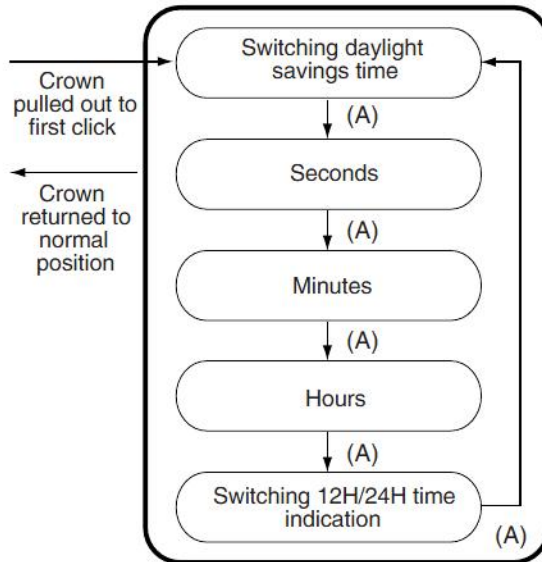 Switching daylight
savings time
Crown
pulled out to
first click
(A)
Seconds
Crown
returned to
normal
position
(A)
Minutes
(A)
Hours
(A)
Switching 12H/24H time
indication
(A)